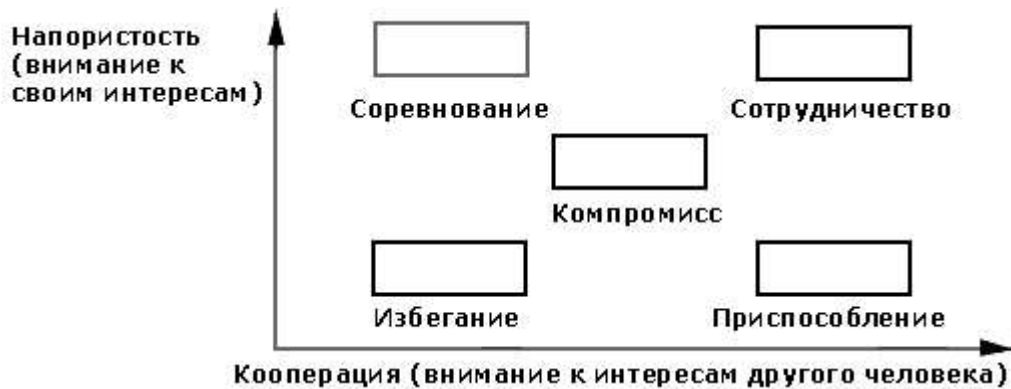 Напористость
(внимание к
своим интересам)
Соревнование
Сотрудничество
Компромисс
Избегание
Приспособление
Кооперация (внимание к интересам другого человека)